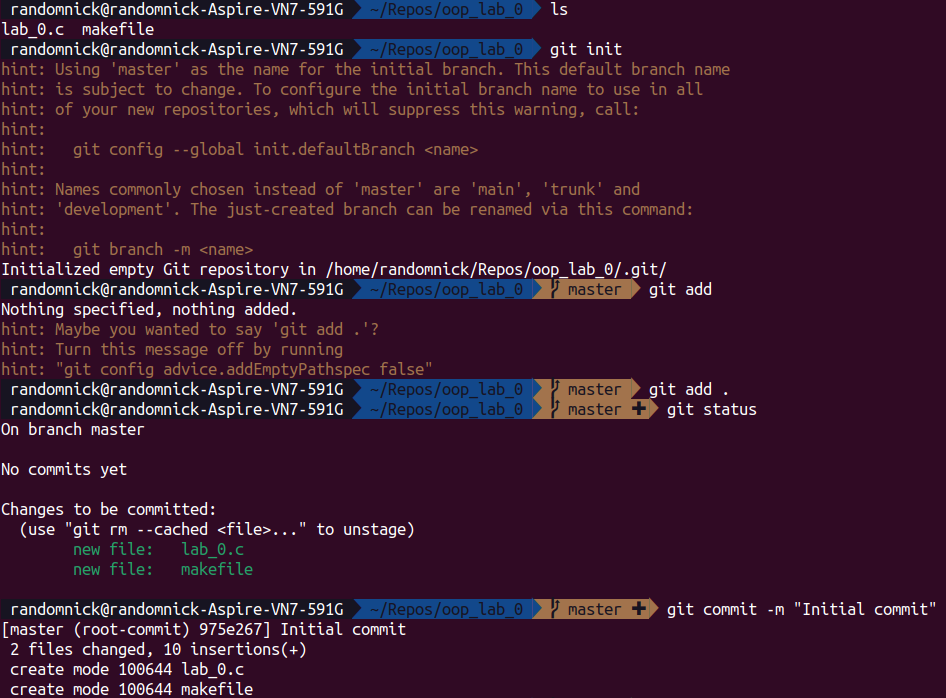 randomnick@randomnick-Aspire-VN7-591G ~/Repos/oop_lab_0 ls
lab_0.c  makefile
randomnick@randomnick-Aspire-VN7-591G ~/Repos/oop_lab_0 git init
hint: Using 'master' as the name for the initial branch. This default branch name
hint: is subject to change. To configure the initial branch name to use in all
hint: of your new repositories, which will suppress this warning, call:
hint:
hint:   git config --global init.defaultBranch <name>
hint:
hint: Names commonly chosen instead of 'master' are 'main', 'trunk' and
hint: 'development'. The just-created branch can be renamed via this command:
hint:
hint:   git branch -m <name>
Initialized empty Git repository in /home/randomnick/Repos/oop_lab_0/.git/
randomnick@randomnick-Aspire-VN7-591G ~/Repos/oop_lab_0 master git add
Nothing specified, nothing added.
hint: Maybe you wanted to say 'git add .'?
hint: Turn this message off by running
hint: "git config advice.addEmptyPathspec false"
randomnick@randomnick-Aspire-VN7-591G ~/Repos/oop_lab_0 master git add .
randomnick@randomnick-Aspire-VN7-591G ~/Repos/oop_lab_0 master ✚ git status
On branch master
No commits yet
Changes to be committed:
  (use "git rm --cached <file>..." to unstage)
        new file:   lab_0.c
        new file:   makefile
randomnick@randomnick-Aspire-VN7-591G ~/Repos/oop_lab_0 master ✚ git commit -m "Initial commit"
[master (root-commit) 975e267] Initial commit
 2 files changed, 10 insertions(+)
 create mode 100644 lab_0.c
 create mode 100644 makefile